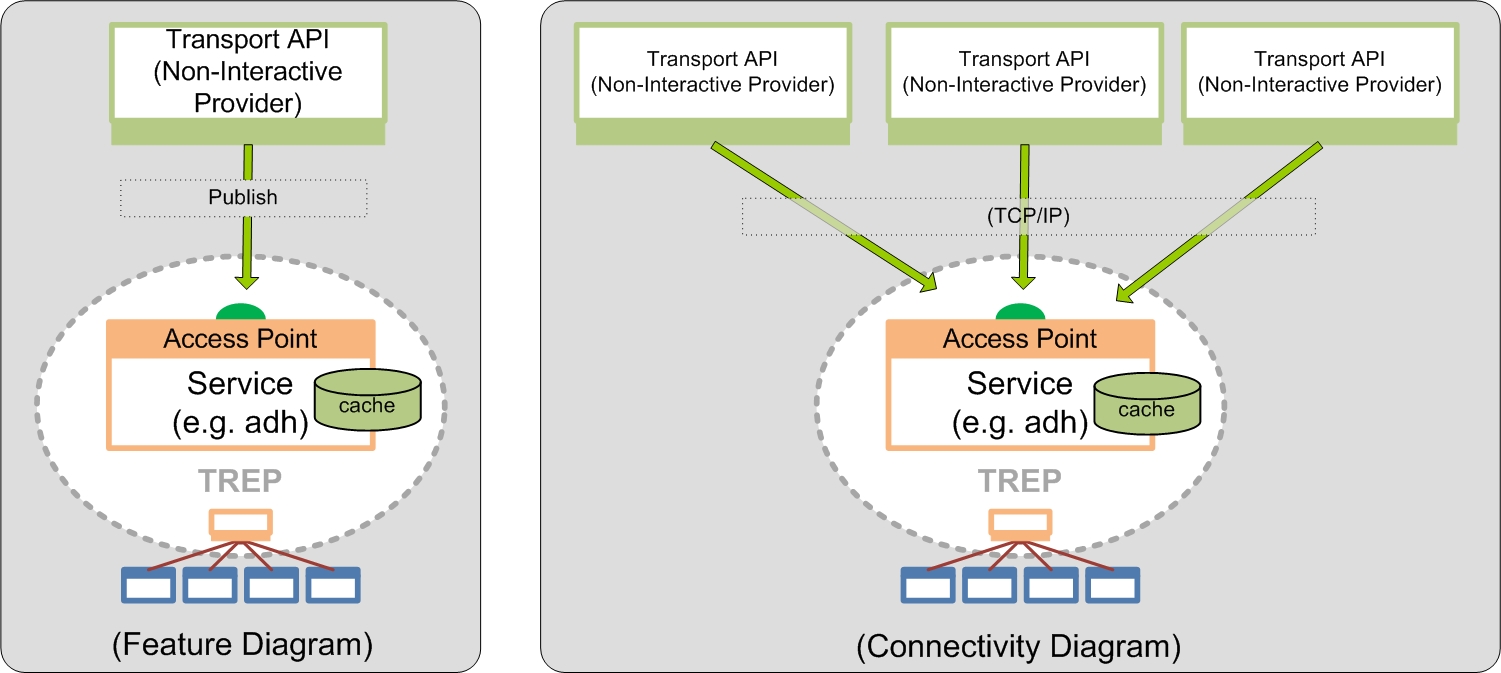 Transport API
(Non-Interactive
Provider)
Publish
Access Point
Service
(e.g. adh)
cache
TREP
(Feature Diagram)
Transport API
(Non-Interactive Provider)
Transport API
(Non-Interactive Provider)
Transport API
(Non-Interactive Provider)
(TCP/IP)
Access Point
Service
(e.g. adh)
cache
TREP
(Connectivity Diagram)